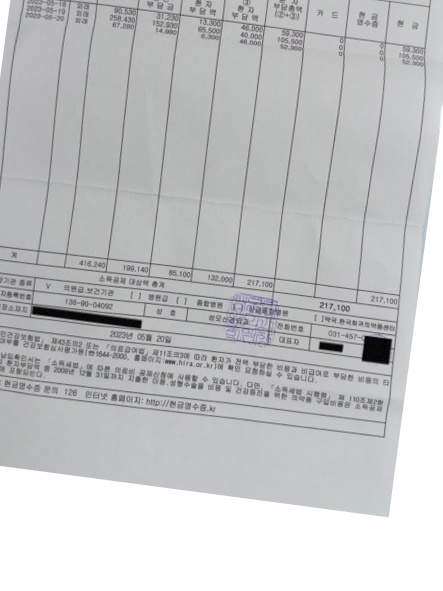 부담금 환자 부담액 ③ 환자 부담액 부담총액 (②+③) 카드 현금영수증 현금
2023-05-18 외래 90,530 31,230 13,300 46,000 59,300 0 0 59,300
2023-05-19 외래 258,430 152,930 65,500 40,000 105,500 0 0 105,500
2023-05-20 외래 67,280 14,980 6,300 46,000 52,300 0 0 52,300
계 416,240 199,140 85,100 132,000 217,100 217,100
소득공제 대상액 총계 217,100
기관 종류 V 의원급,보건기관 [ ] 병원급 [ ] 종합병원 [ ] 상급종합병원 [ ]약국,한국희귀의약품센터
자등록번호 138-90-04092 상 호 성모신경외과 전화번호 031-457-0
업장소재지 대표자
2023년 05월 20일
민건강보험법」 제43조의2 또는 「의료급여법」 제11조의3에 따라 환자가 전액 부담한 비용과 비급여로 부담한 비용의 타
여부를 건강보험심사평가원(☎1644-2000, 홈페이지:www.hira.or.kr)에 확인 요청하실 수 있습니다.
납입확인서는 「소득세법」에 따른 의료비 공제신청에 사용할 수 있습니다. 다만, 「소득세법 시행령」 제 110조제2항
2008년 12월 31일까지 지출한 미용,성형수술을 비용 및 건강증진을 위한 의약품 구입비용은 소득공제
에 포함되니다.
현금영수증 문의 126 인터넷 홈페이지: http://현금영수증.kr